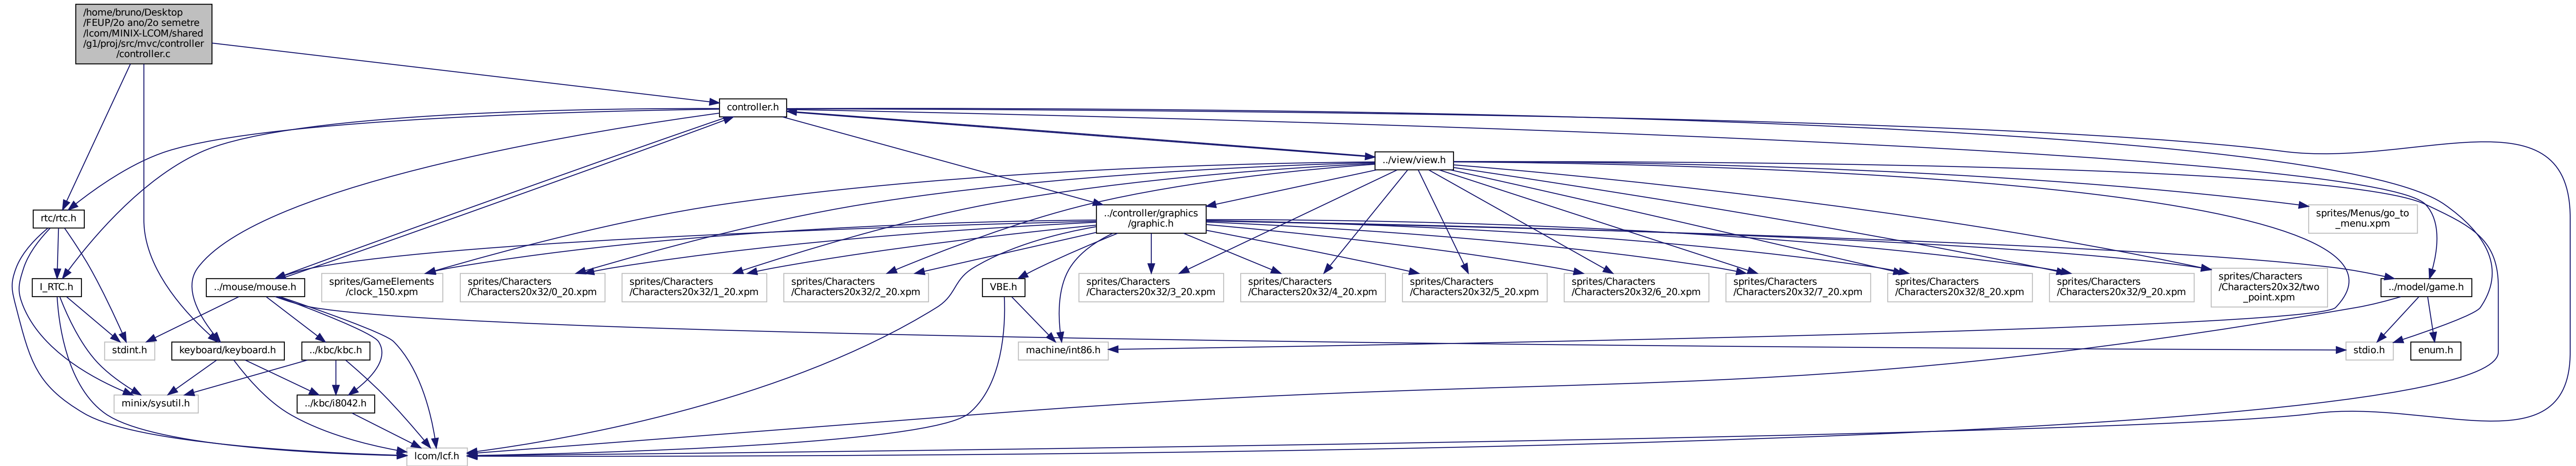 /home/bruno/Desktop
/FEUP/2o ano/2o semetre
/lcom/MINIX-LCOM/shared
/g1/proj/src/mvc/controller
/controller.c
controller.h
../view/view.h
rtc/rtc.h
../controller/graphics
/graphic.h
sprites/Menus/go_to
_menu.xpm
I_RTC.h
../mouse/mouse.h
sprites/GameElements
/clock_150.xpm
sprites/Characters
/Characters20x32/0_20.xpm
sprites/Characters
/Characters20x32/1_20.xpm
sprites/Characters
/Characters20x32/2_20.xpm
VBE.h
sprites/Characters
/Characters20x32/3_20.xpm
sprites/Characters
/Characters20x32/4_20.xpm
sprites/Characters
/Characters20x32/5_20.xpm
sprites/Characters
/Characters20x32/6_20.xpm
sprites/Characters
/Characters20x32/7_20.xpm
sprites/Characters
/Characters20x32/8_20.xpm
sprites/Characters
/Characters20x32/9_20.xpm
sprites/Characters
/Characters20x32/two
_point.xpm
../model/game.h
stdint.h
keyboard/keyboard.h
../kbc/kbc.h
machine/int86.h
stdio.h
enum.h
minix/sysutil.h
../kbc/i8042.h
lcom/lcf.h